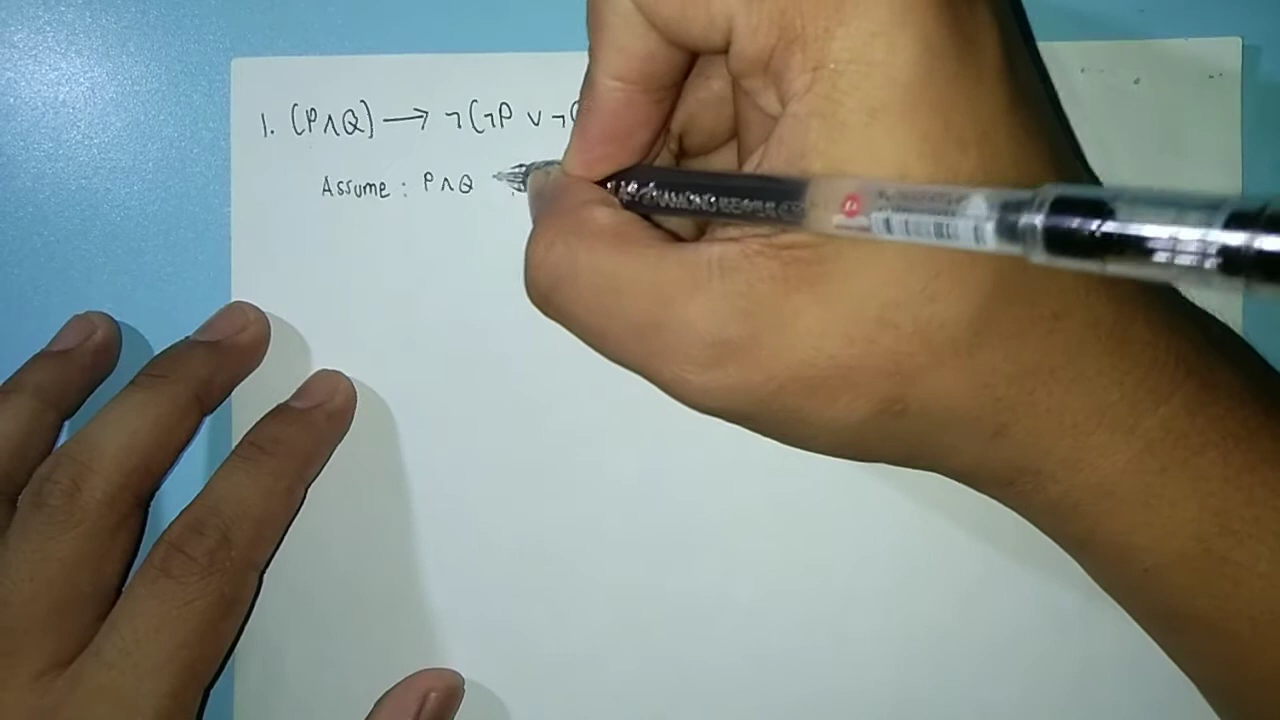 1. (P∧Q) → ¬(¬P ∨ ¬
Assume : P∧Q